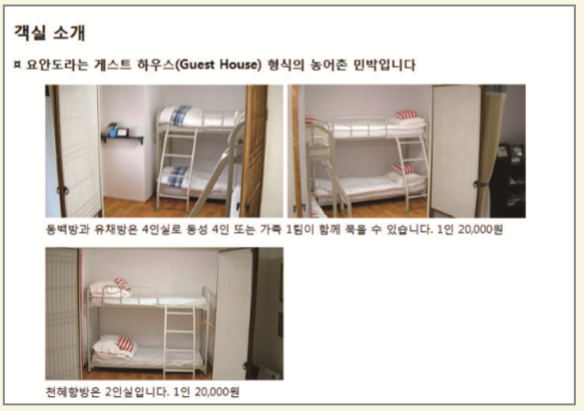 객실 소개
¤ 요안도라는 게스트 하우스(Guest House) 형식의 농어촌 민박입니다
동백방과 유채방은 4인실로 동성 4인 또는 가족 1팀이 함께 묵을 수 있습니다. 1인 20,000원
천혜향방은 2인실입니다. 1인 20,000원